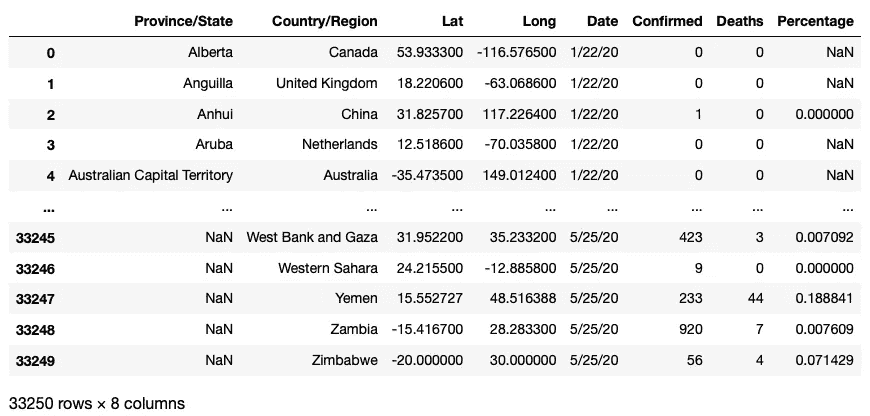 Province/State Country/Region Lat Long Date Confirmed Deaths Percentage
0 Alberta Canada 53.933300 -116.576500 1/22/20 0 0 NaN
1 Anguilla United Kingdom 18.220600 -63.068600 1/22/20 0 0 NaN
2 Anhui China 31.825700 117.226400 1/22/20 1 0 0.000000
3 Aruba Netherlands 12.518600 -70.035800 1/22/20 0 0 NaN
4 Australian Capital Territory Australia -35.473500 149.012400 1/22/20 0 0 NaN
... ... ... ... ... ... ... ... ...
33245 NaN West Bank and Gaza 31.952200 35.233200 5/25/20 423 3 0.007092
33246 NaN Western Sahara 24.215500 -12.885800 5/25/20 9 0 0.000000
33247 NaN Yemen 15.552727 48.516388 5/25/20 233 44 0.188841
33248 NaN Zambia -15.416700 28.283300 5/25/20 920 7 0.007609
33249 NaN Zimbabwe -20.000000 30.000000 5/25/20 56 4 0.071429
33250 rows × 8 columns